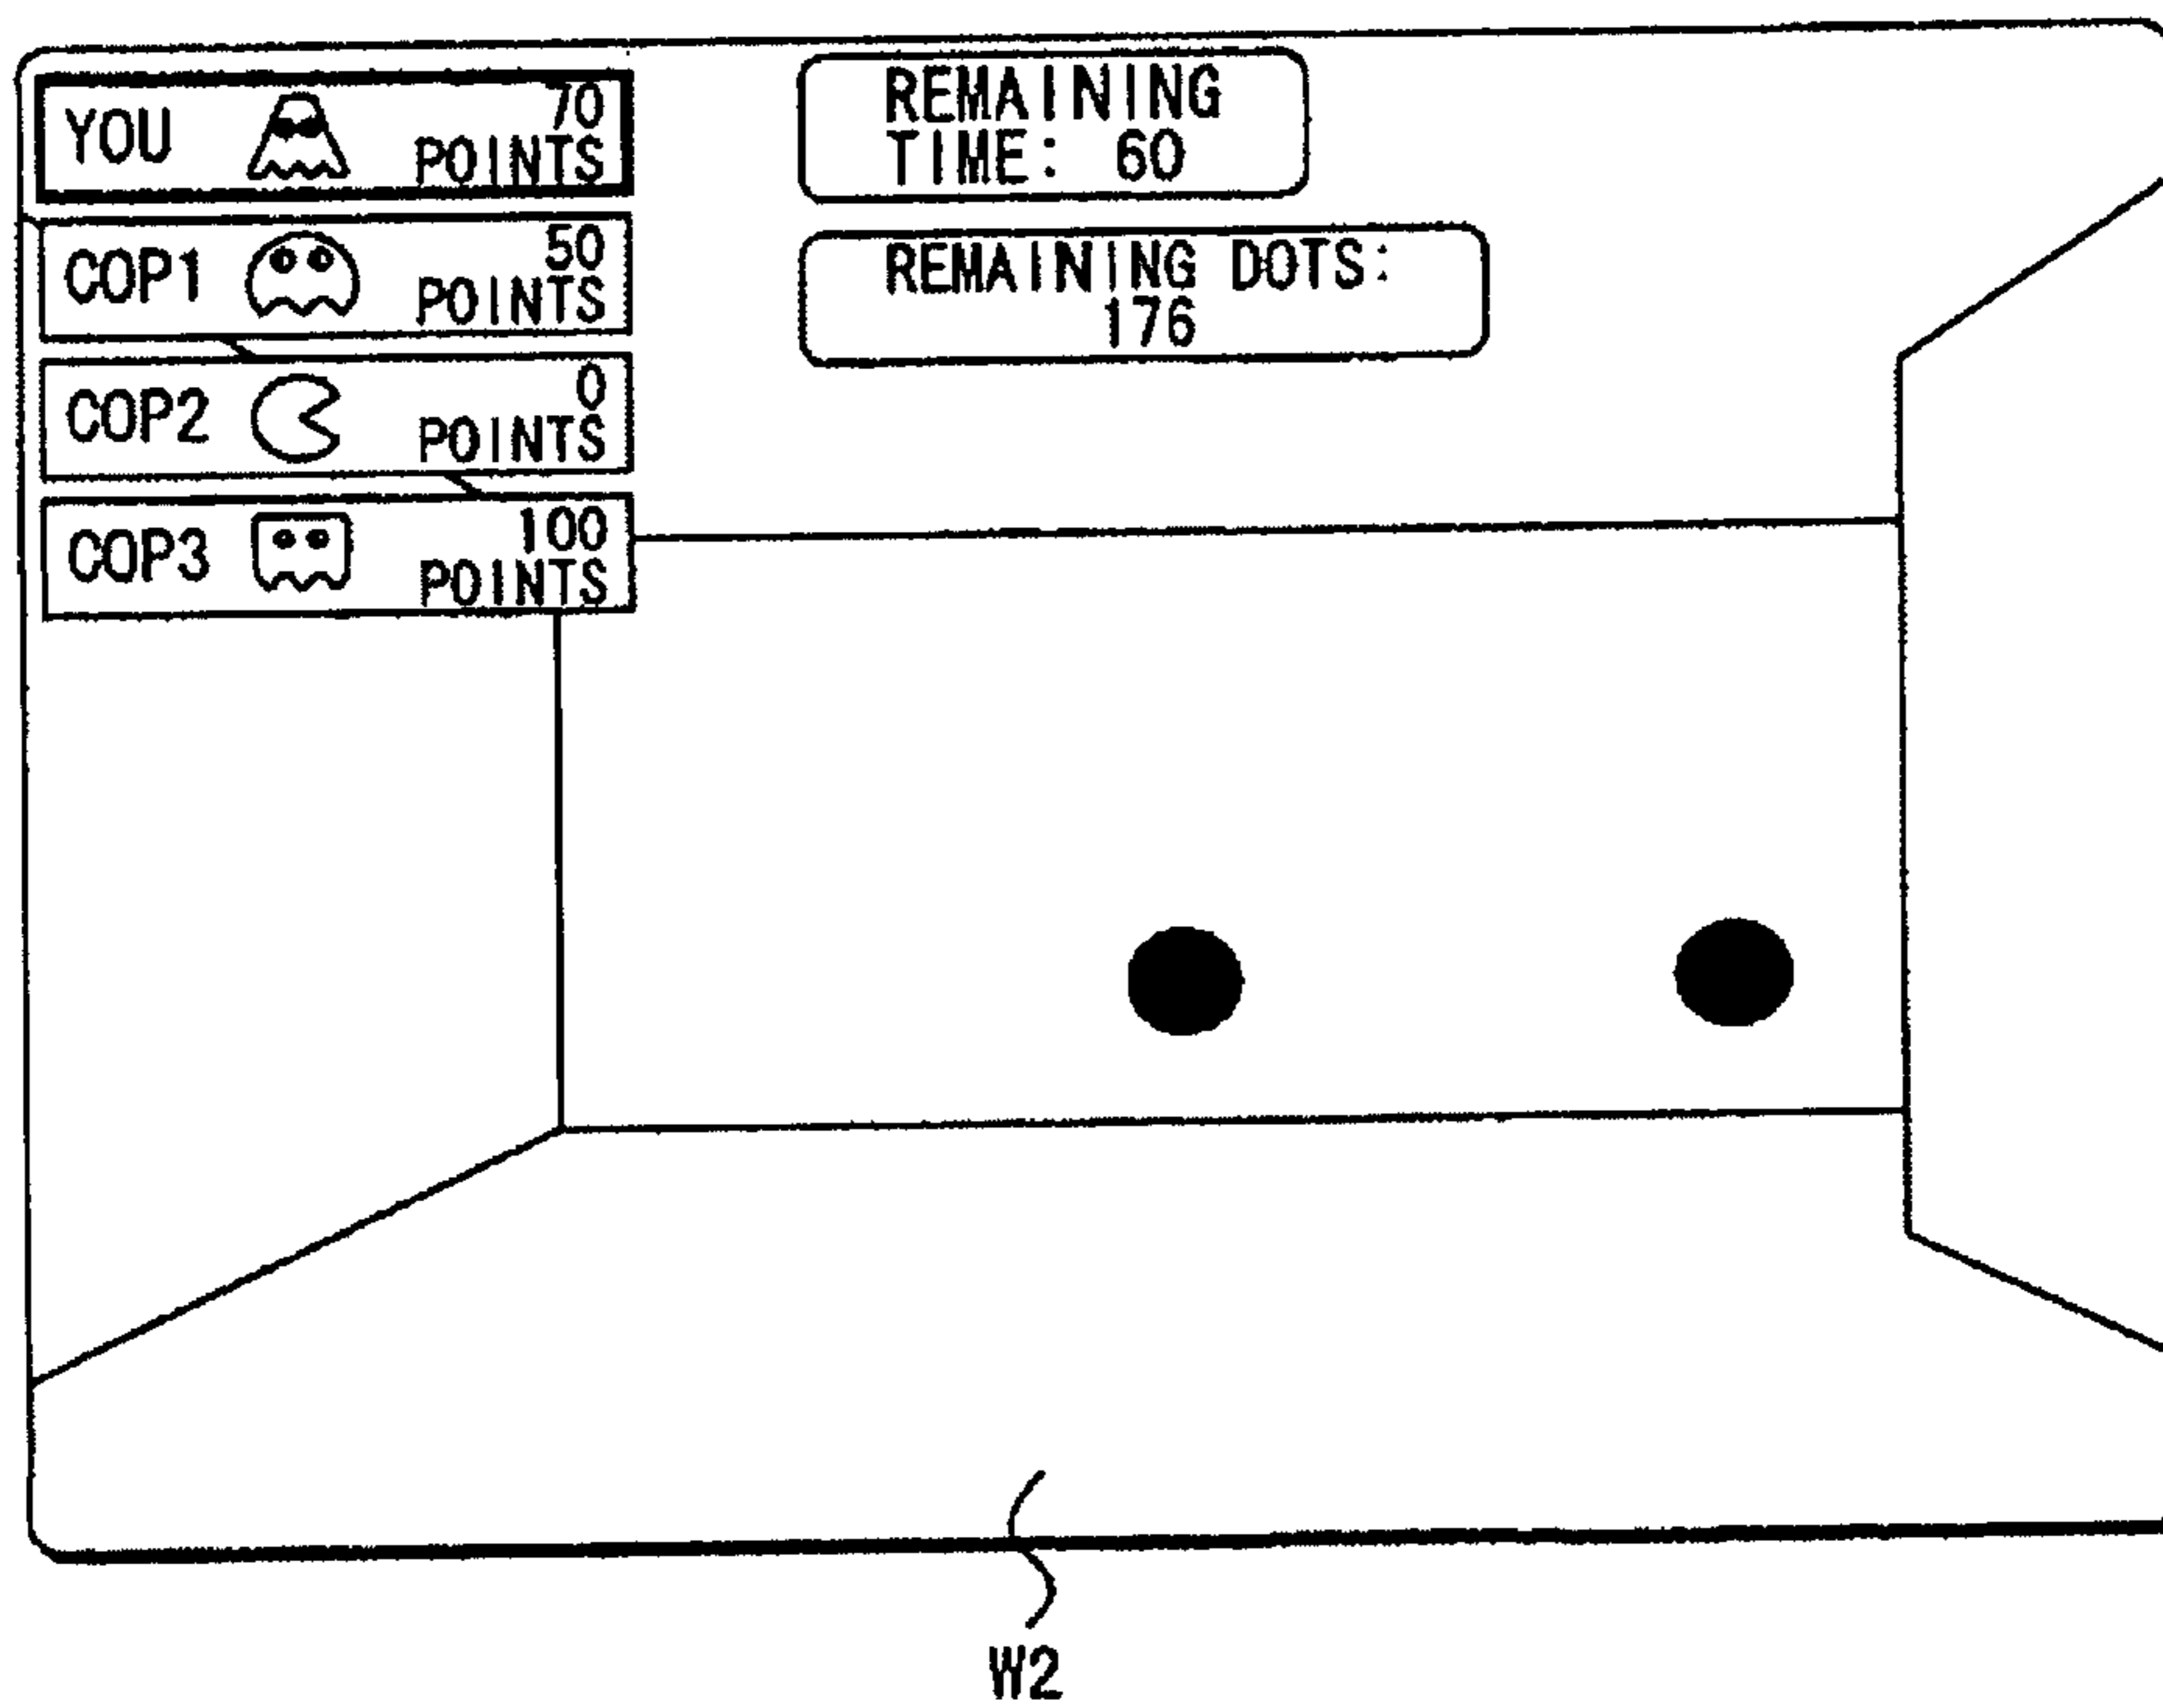 YOU 70
POINTS
COP1 50
POINTS
COP2 0
POINTS
COP3 100
POINTS
REMAINING
TIME: 60
REMAINING DOTS:
176
W2